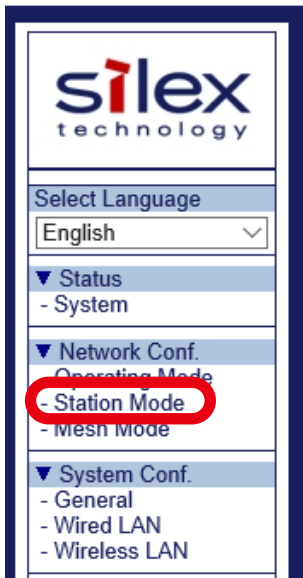 silex
technology
Select Language
English
▼ Status
- System
▼ Network Conf.
- Operating Mode
- Station Mode
- Mesh Mode
▼ System Conf.
- General
- Wired LAN
- Wireless LAN